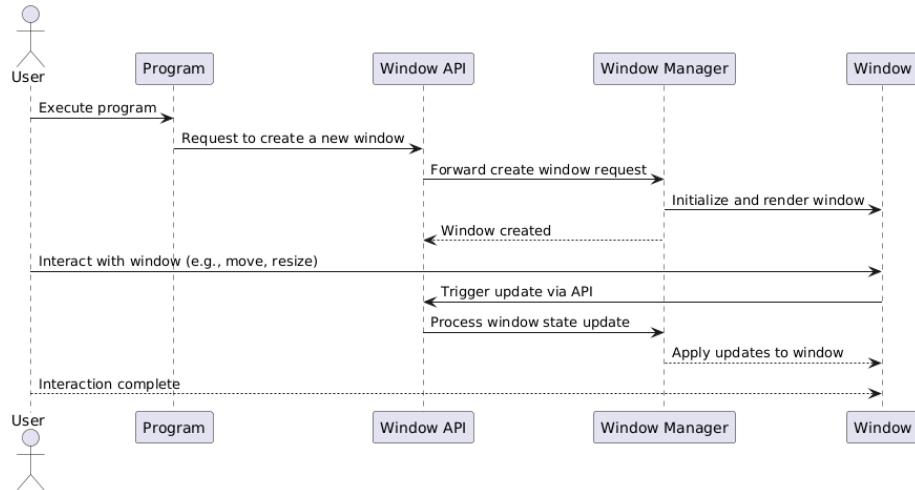 User
Program
Window API
Window Manager
Window
Execute program
Request to create a new window
Forward create window request
Initialize and render window
Window created
Interact with window (e.g., move, resize)
Trigger update via API
Process window state update
Apply updates to window
Interaction complete
User
Program
Window API
Window Manager
Window